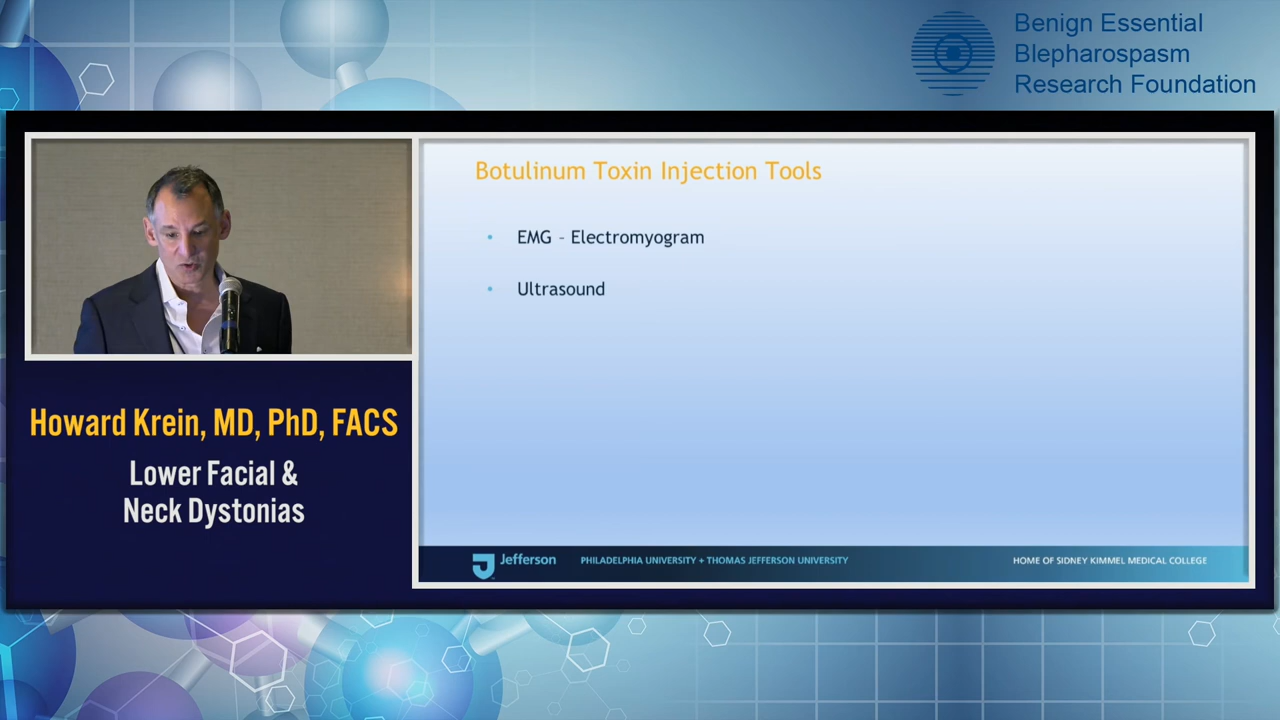 Benign Essential
Blepharospasm
Research Foundation
Botulinum Toxin Injection Tools
• EMG - Electromyogram
• Ultrasound
Howard Krein, MD, PhD, FACS
Lower Facial &
Neck Dystonias
Jefferson
PHILADELPHIA UNIVERSITY + THOMAS JEFFERSON UNIVERSITY
HOME OF SIDNEY KIMMEL MEDICAL COLLEGE